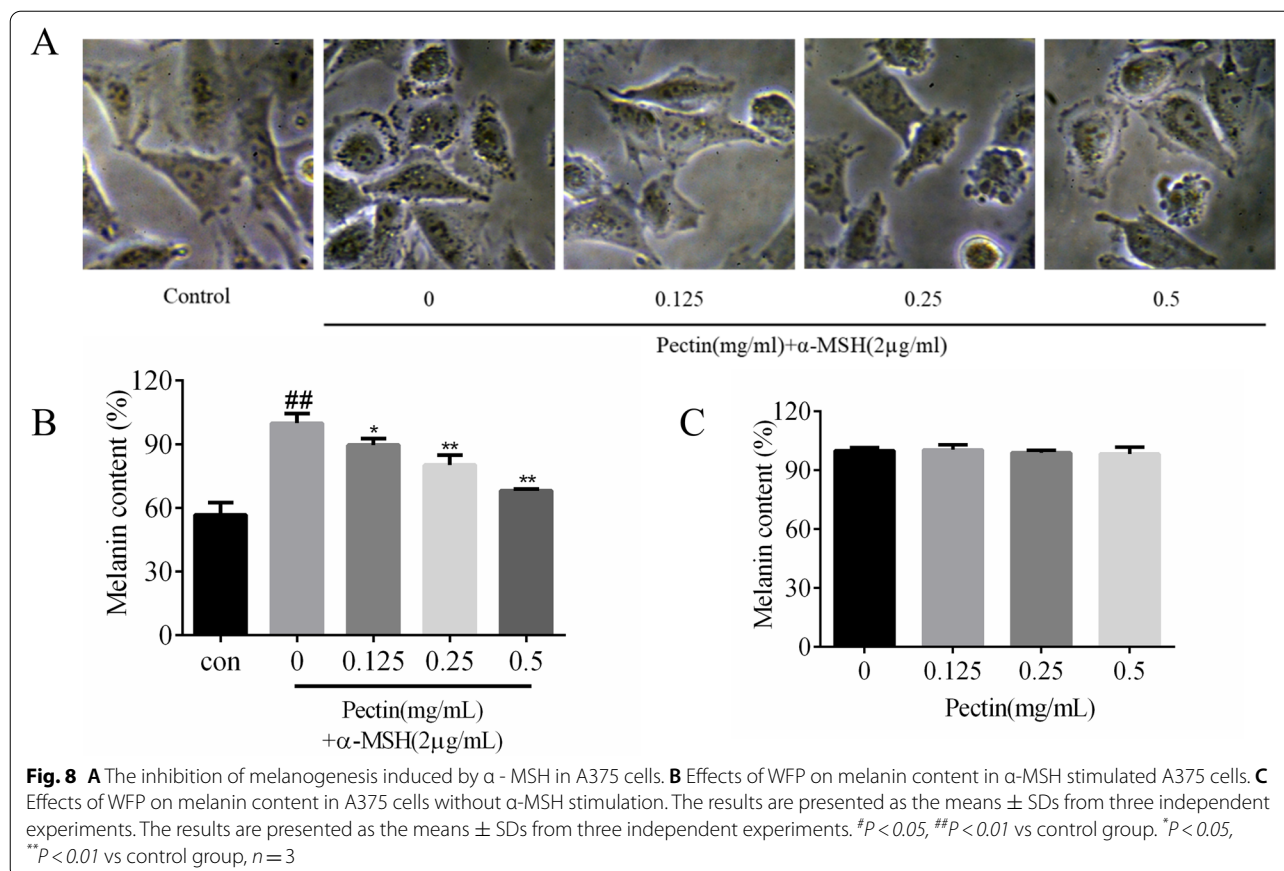 A
Control 0 0.125 0.25 0.5
Pectin(mg/ml)+α-MSH(2μg/ml)
B
Melanin content (%)
120
90
60
30
0
##
*
**
**
con 0 0.125 0.25 0.5
Pectin(mg/mL)
+α-MSH(2μg/mL)
C
Melanin content (%)
120
90
60
30
0
0 0.125 0.25 0.5
Pectin(mg/mL)
Fig. 8 A The inhibition of melanogenesis induced by α - MSH in A375 cells. B Effects of WFP on melanin content in α-MSH stimulated A375 cells. C
Effects of WFP on melanin content in A375 cells without α-MSH stimulation. The results are presented as the means ± SDs from three independent
experiments. The results are presented as the means ± SDs from three independent experiments. #P < 0.05, ##P < 0.01 vs control group. *P < 0.05,
**P < 0.01 vs control group, n = 3